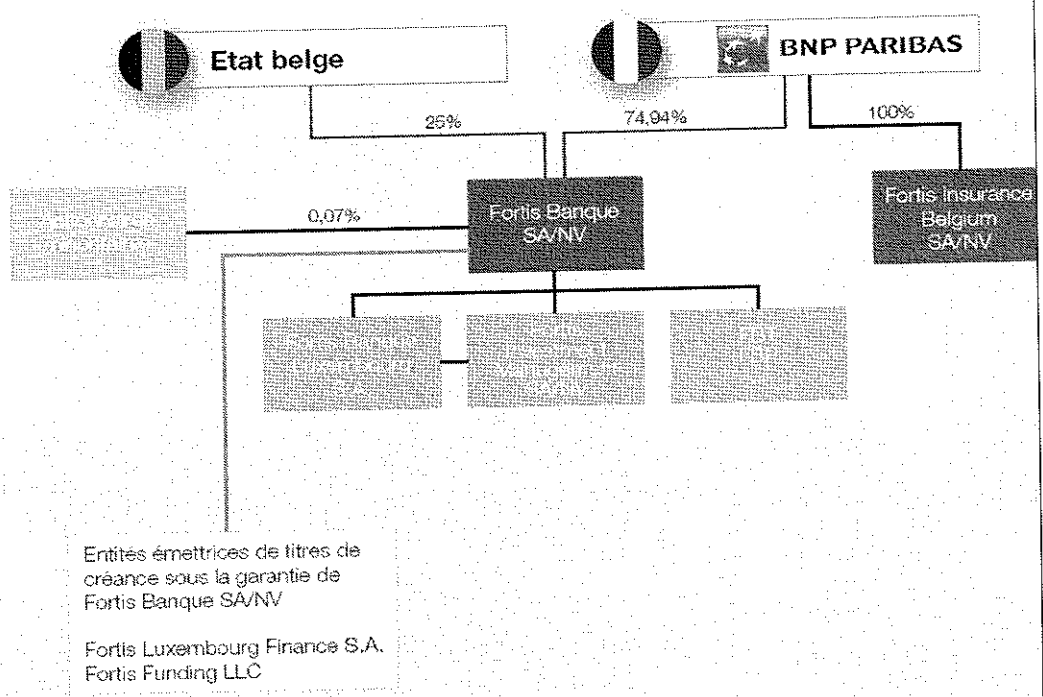 Etat belge
BNP PARIBAS
25%
74,94%
100%
0,07%
Fortis Banque
SA/NV
Fortis Insurance
Belgium
SA/NV
Entités émettrices de titres de
créance sous la garantie de
Fortis Banque SA/NV
Fortis Luxembourg Finance S.A.
Fortis Funding LLC